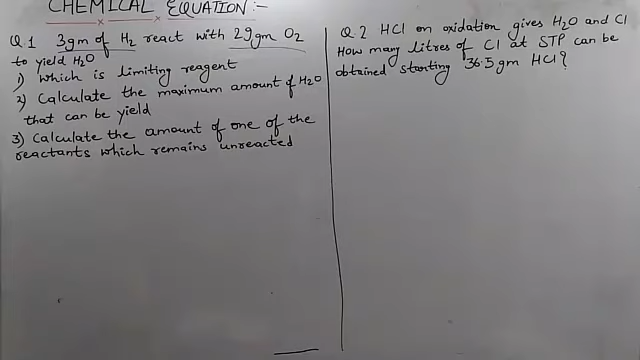 CHEMICAL EQUATION:-
Q.1 3gm of H2 react with 29gm O2
to yield H2O
1) Which is limiting reagent
2) Calculate the maximum amount of H2O
that can be yield
3) Calculate the amount of one of the
reactants which remains unreacted
Q.2 HCl on oxidation gives H2O and Cl
How many litres of Cl at STP can be
obtained starting 36.5gm HCl?